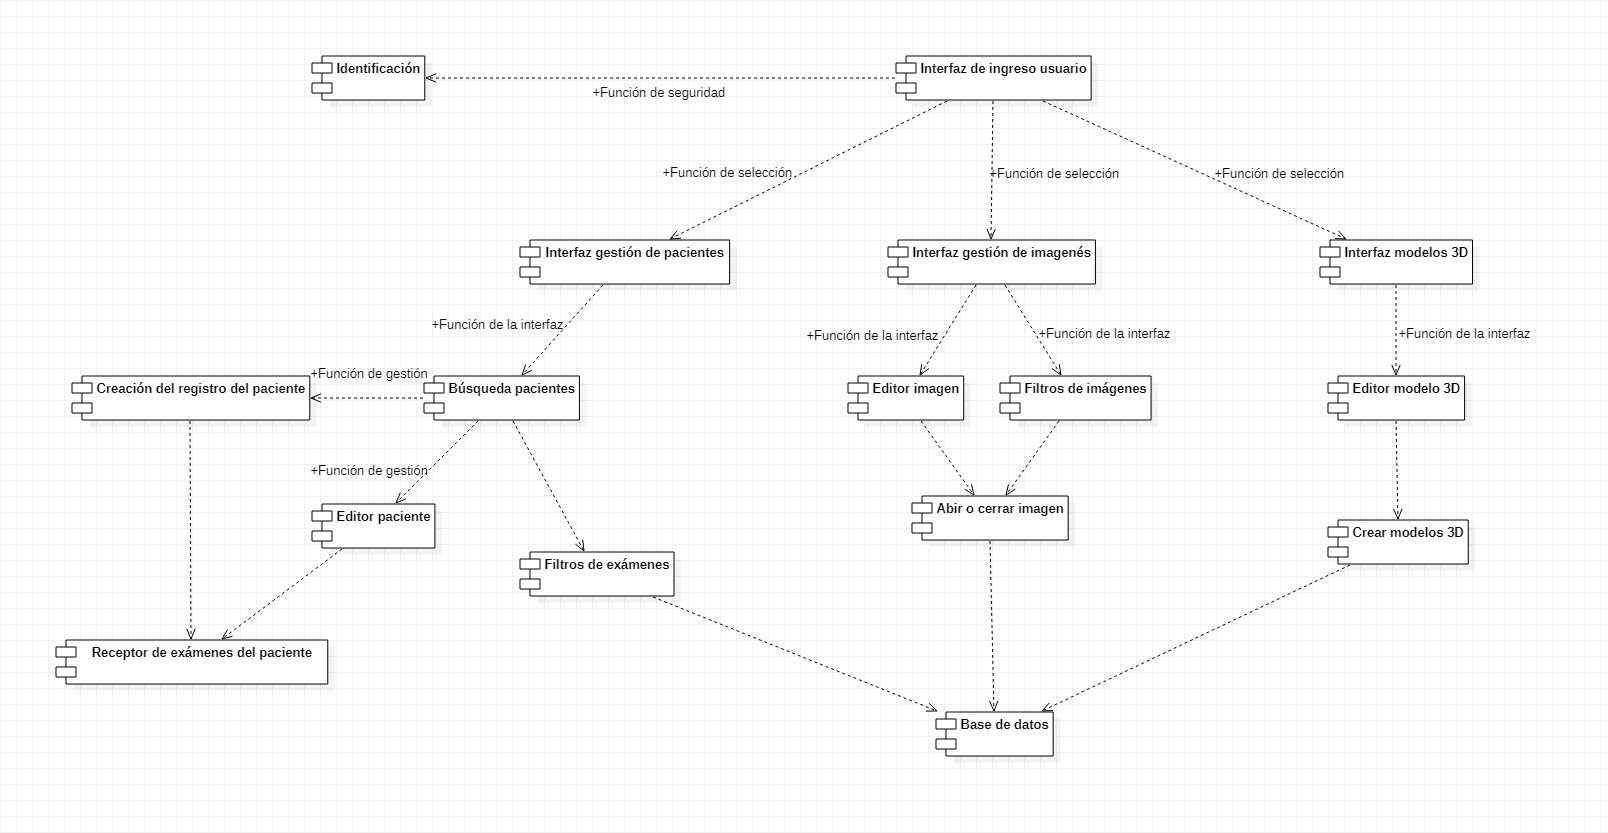 Identificación
Interfaz de ingreso usuario
+Función de seguridad
+Función de selección
+Función de selección
+Función de selección
Interfaz gestión de pacientes
Interfaz gestión de imagenés
Interfaz modelos 3D
+Función de la interfaz
+Función de la interfaz
+Función de la interfaz
+Función de la interfaz
+Función de gestión
Creación del registro del paciente
Búsqueda pacientes
Editor imagen
Filtros de imágenes
Editor modelo 3D
+Función de gestión
Editor paciente
Abir o cerrar imagen
Crear modelos 3D
Filtros de exámenes
Receptor de exámenes del paciente
Base de datos